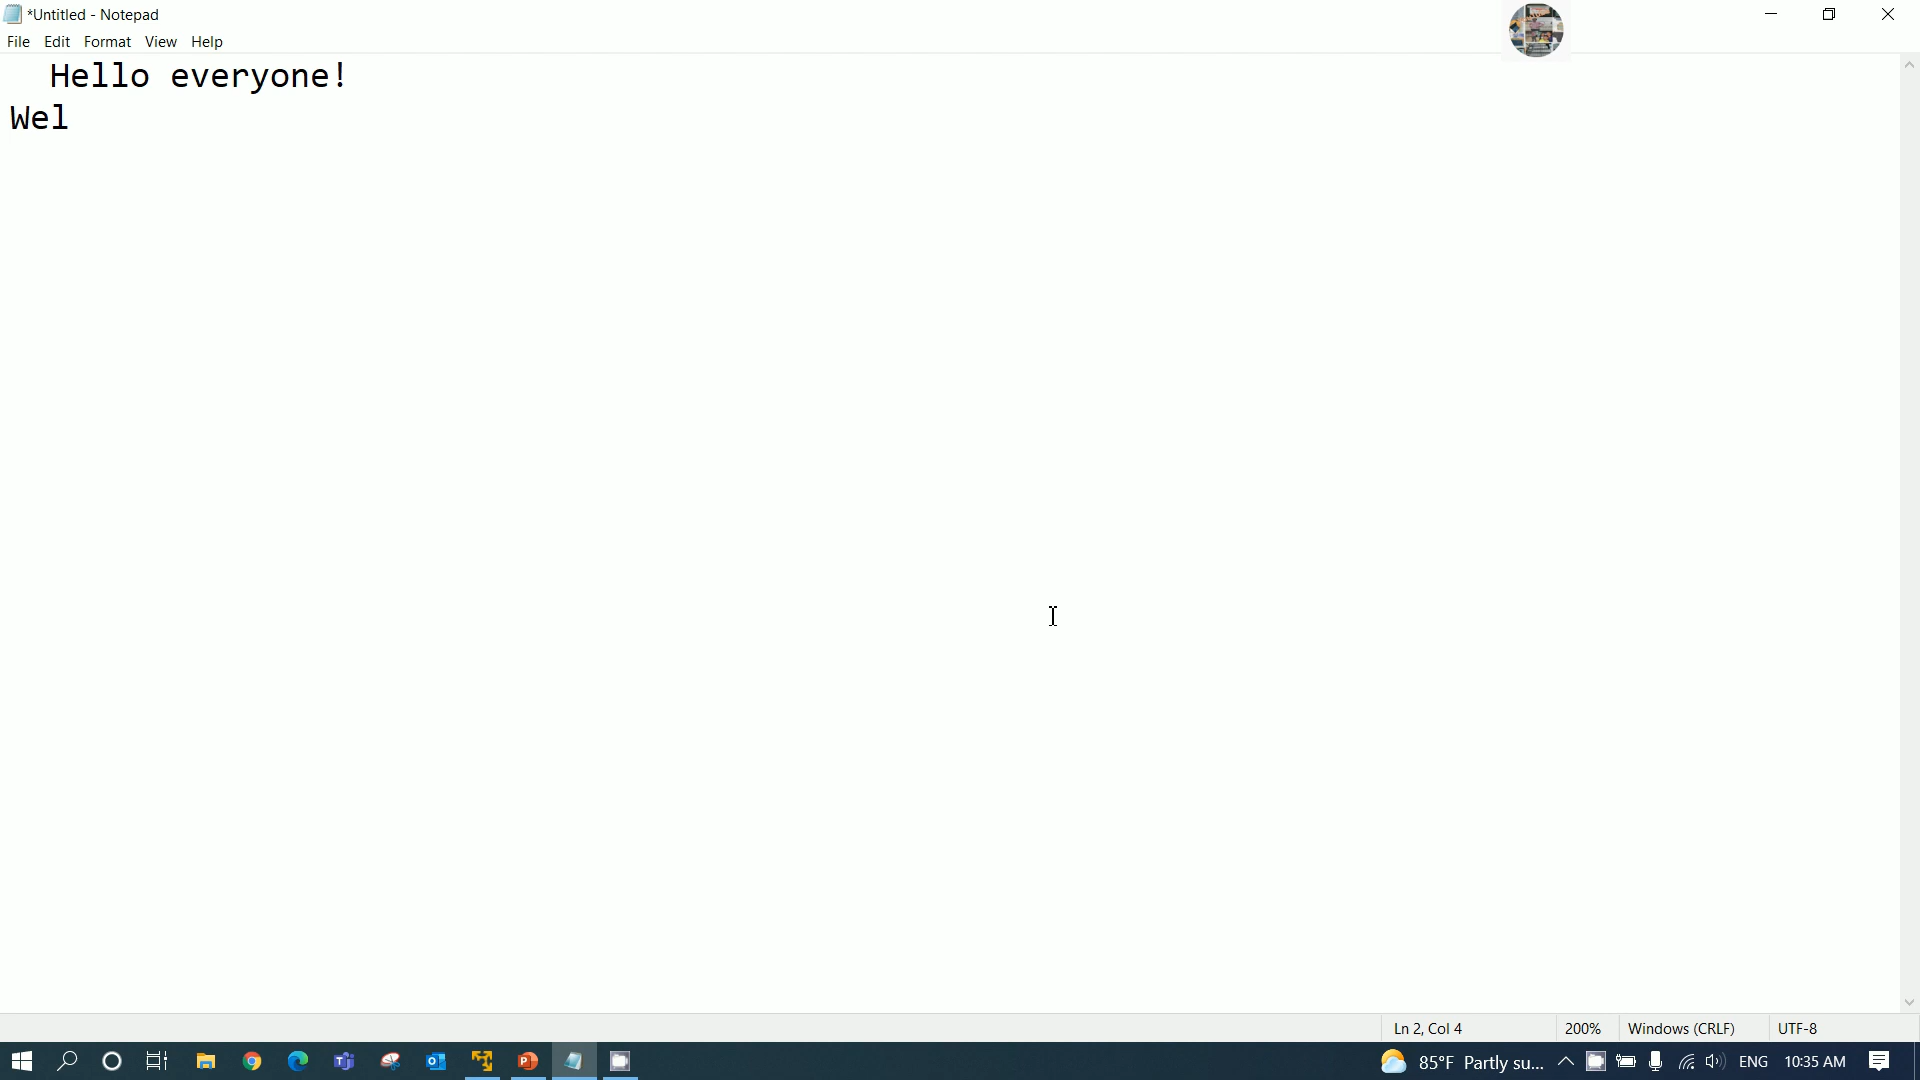 *Untitled - Notepad
File Edit Format View Help
Hello everyone!
Wel
Ln 2, Col 4 200% Windows (CRLF) UTF-8
85°F Partly su... ENG 10:35 AM